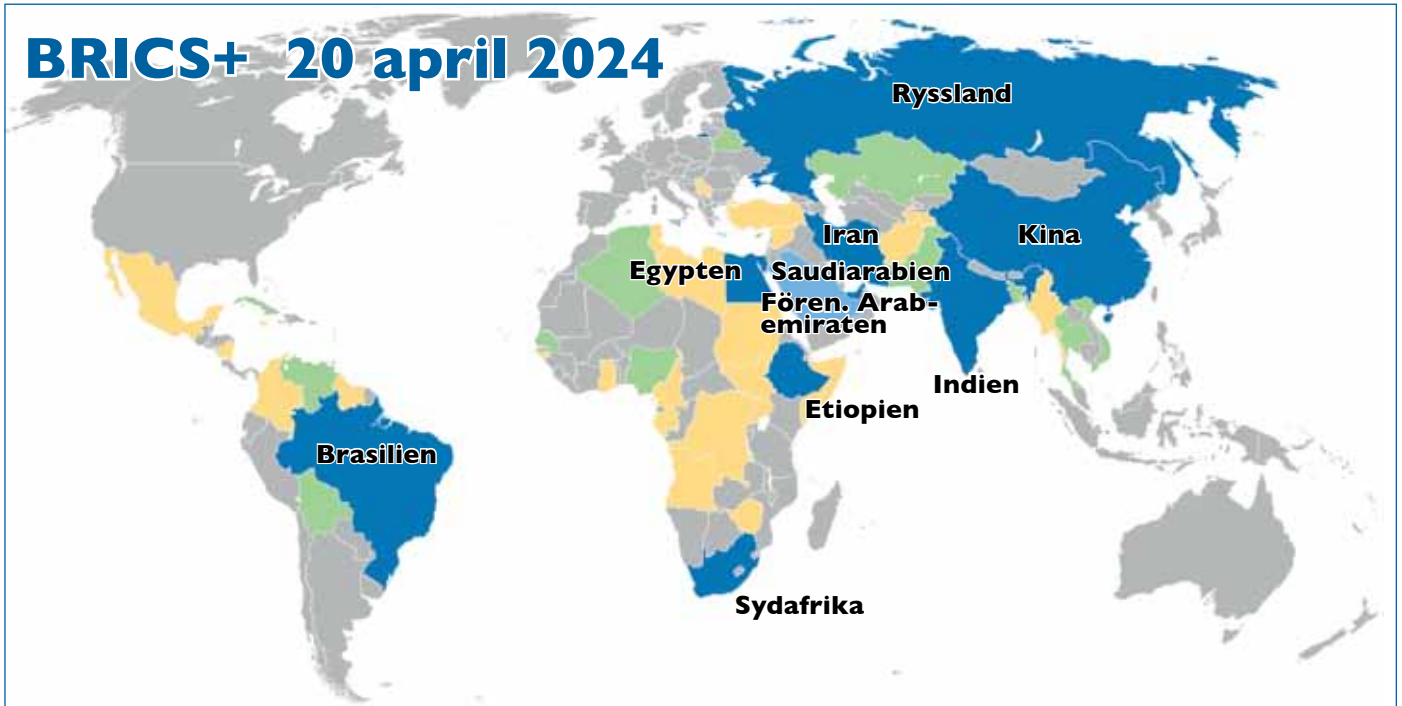 BRICS+ 20 april 2024
Ryssland
Iran
Kina
Egypten
Saudiarabien
Fören. Arab-
emiraten
Indien
Etiopien
Brasilien
Sydafrika